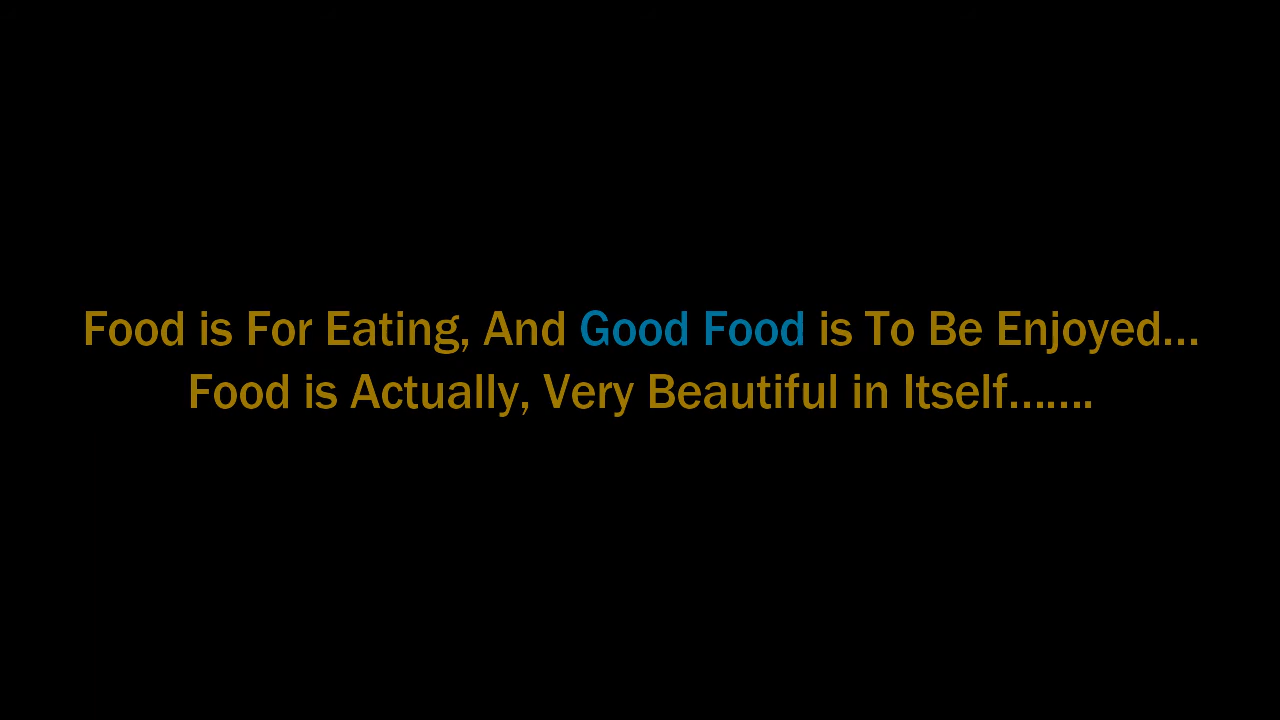 Food is For Eating, And Good Food is To Be Enjoyed...
Food is Actually, Very Beautiful in Itself.......